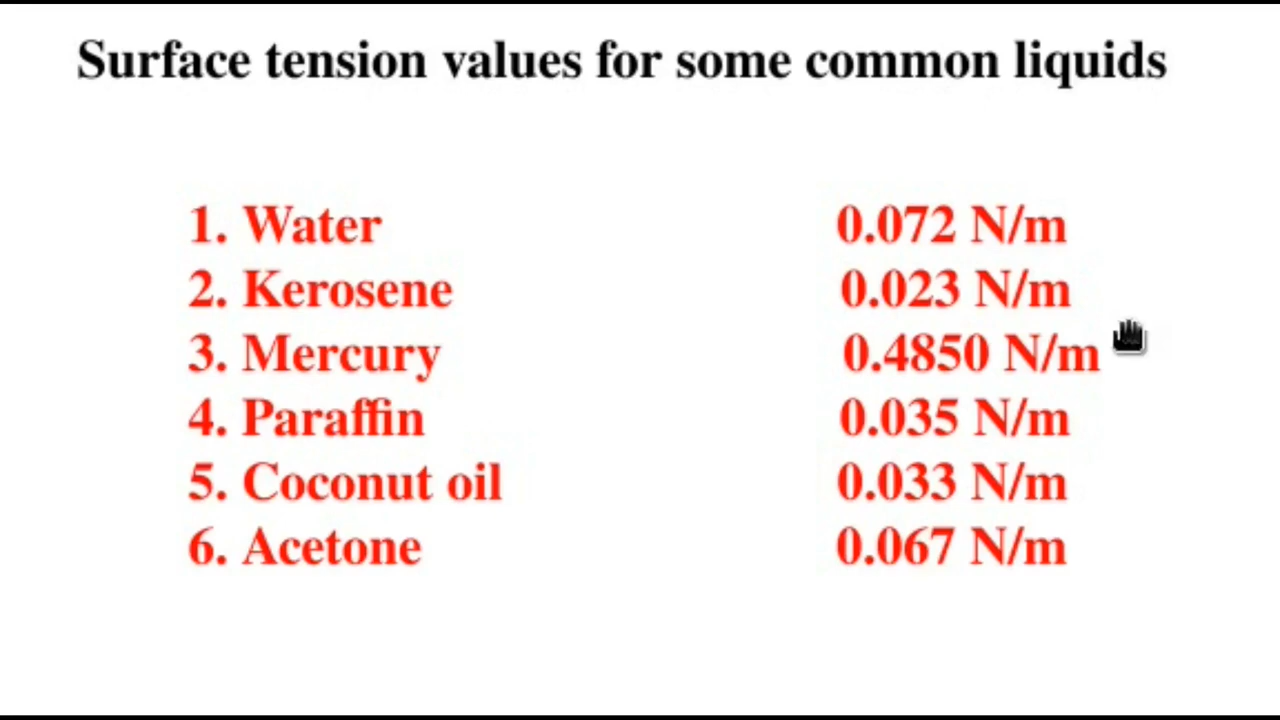 Surface tension values for some common liquids
1. Water 0.072 N/m
2. Kerosene 0.023 N/m
3. Mercury 0.4850 N/m
4. Paraffin 0.035 N/m
5. Coconut oil 0.033 N/m
6. Acetone 0.067 N/m